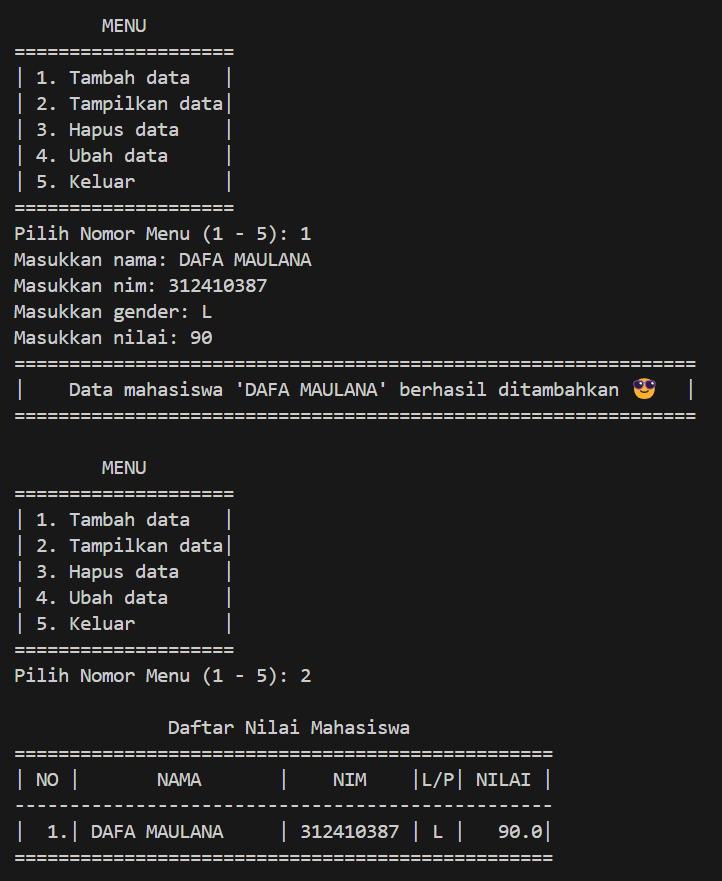 MENU
====================
| 1. Tambah data   |
| 2. Tampilkan data|
| 3. Hapus data    |
| 4. Ubah data     |
| 5. Keluar        |
====================
Pilih Nomor Menu (1 - 5): 1
Masukkan nama: DAFA MAULANA
Masukkan nim: 312410387
Masukkan gender: L
Masukkan nilai: 90
==============================================================
|    Data mahasiswa 'DAFA MAULANA' berhasil ditambahkan 😎   |
==============================================================

        MENU
====================
| 1. Tambah data   |
| 2. Tampilkan data|
| 3. Hapus data    |
| 4. Ubah data     |
| 5. Keluar        |
====================
Pilih Nomor Menu (1 - 5): 2

              Daftar Nilai Mahasiswa
=================================================
| NO |       NAMA       |    NIM    |L/P| NILAI |
-------------------------------------------------
|  1.| DAFA MAULANA     | 312410387 | L |   90.0|
=================================================